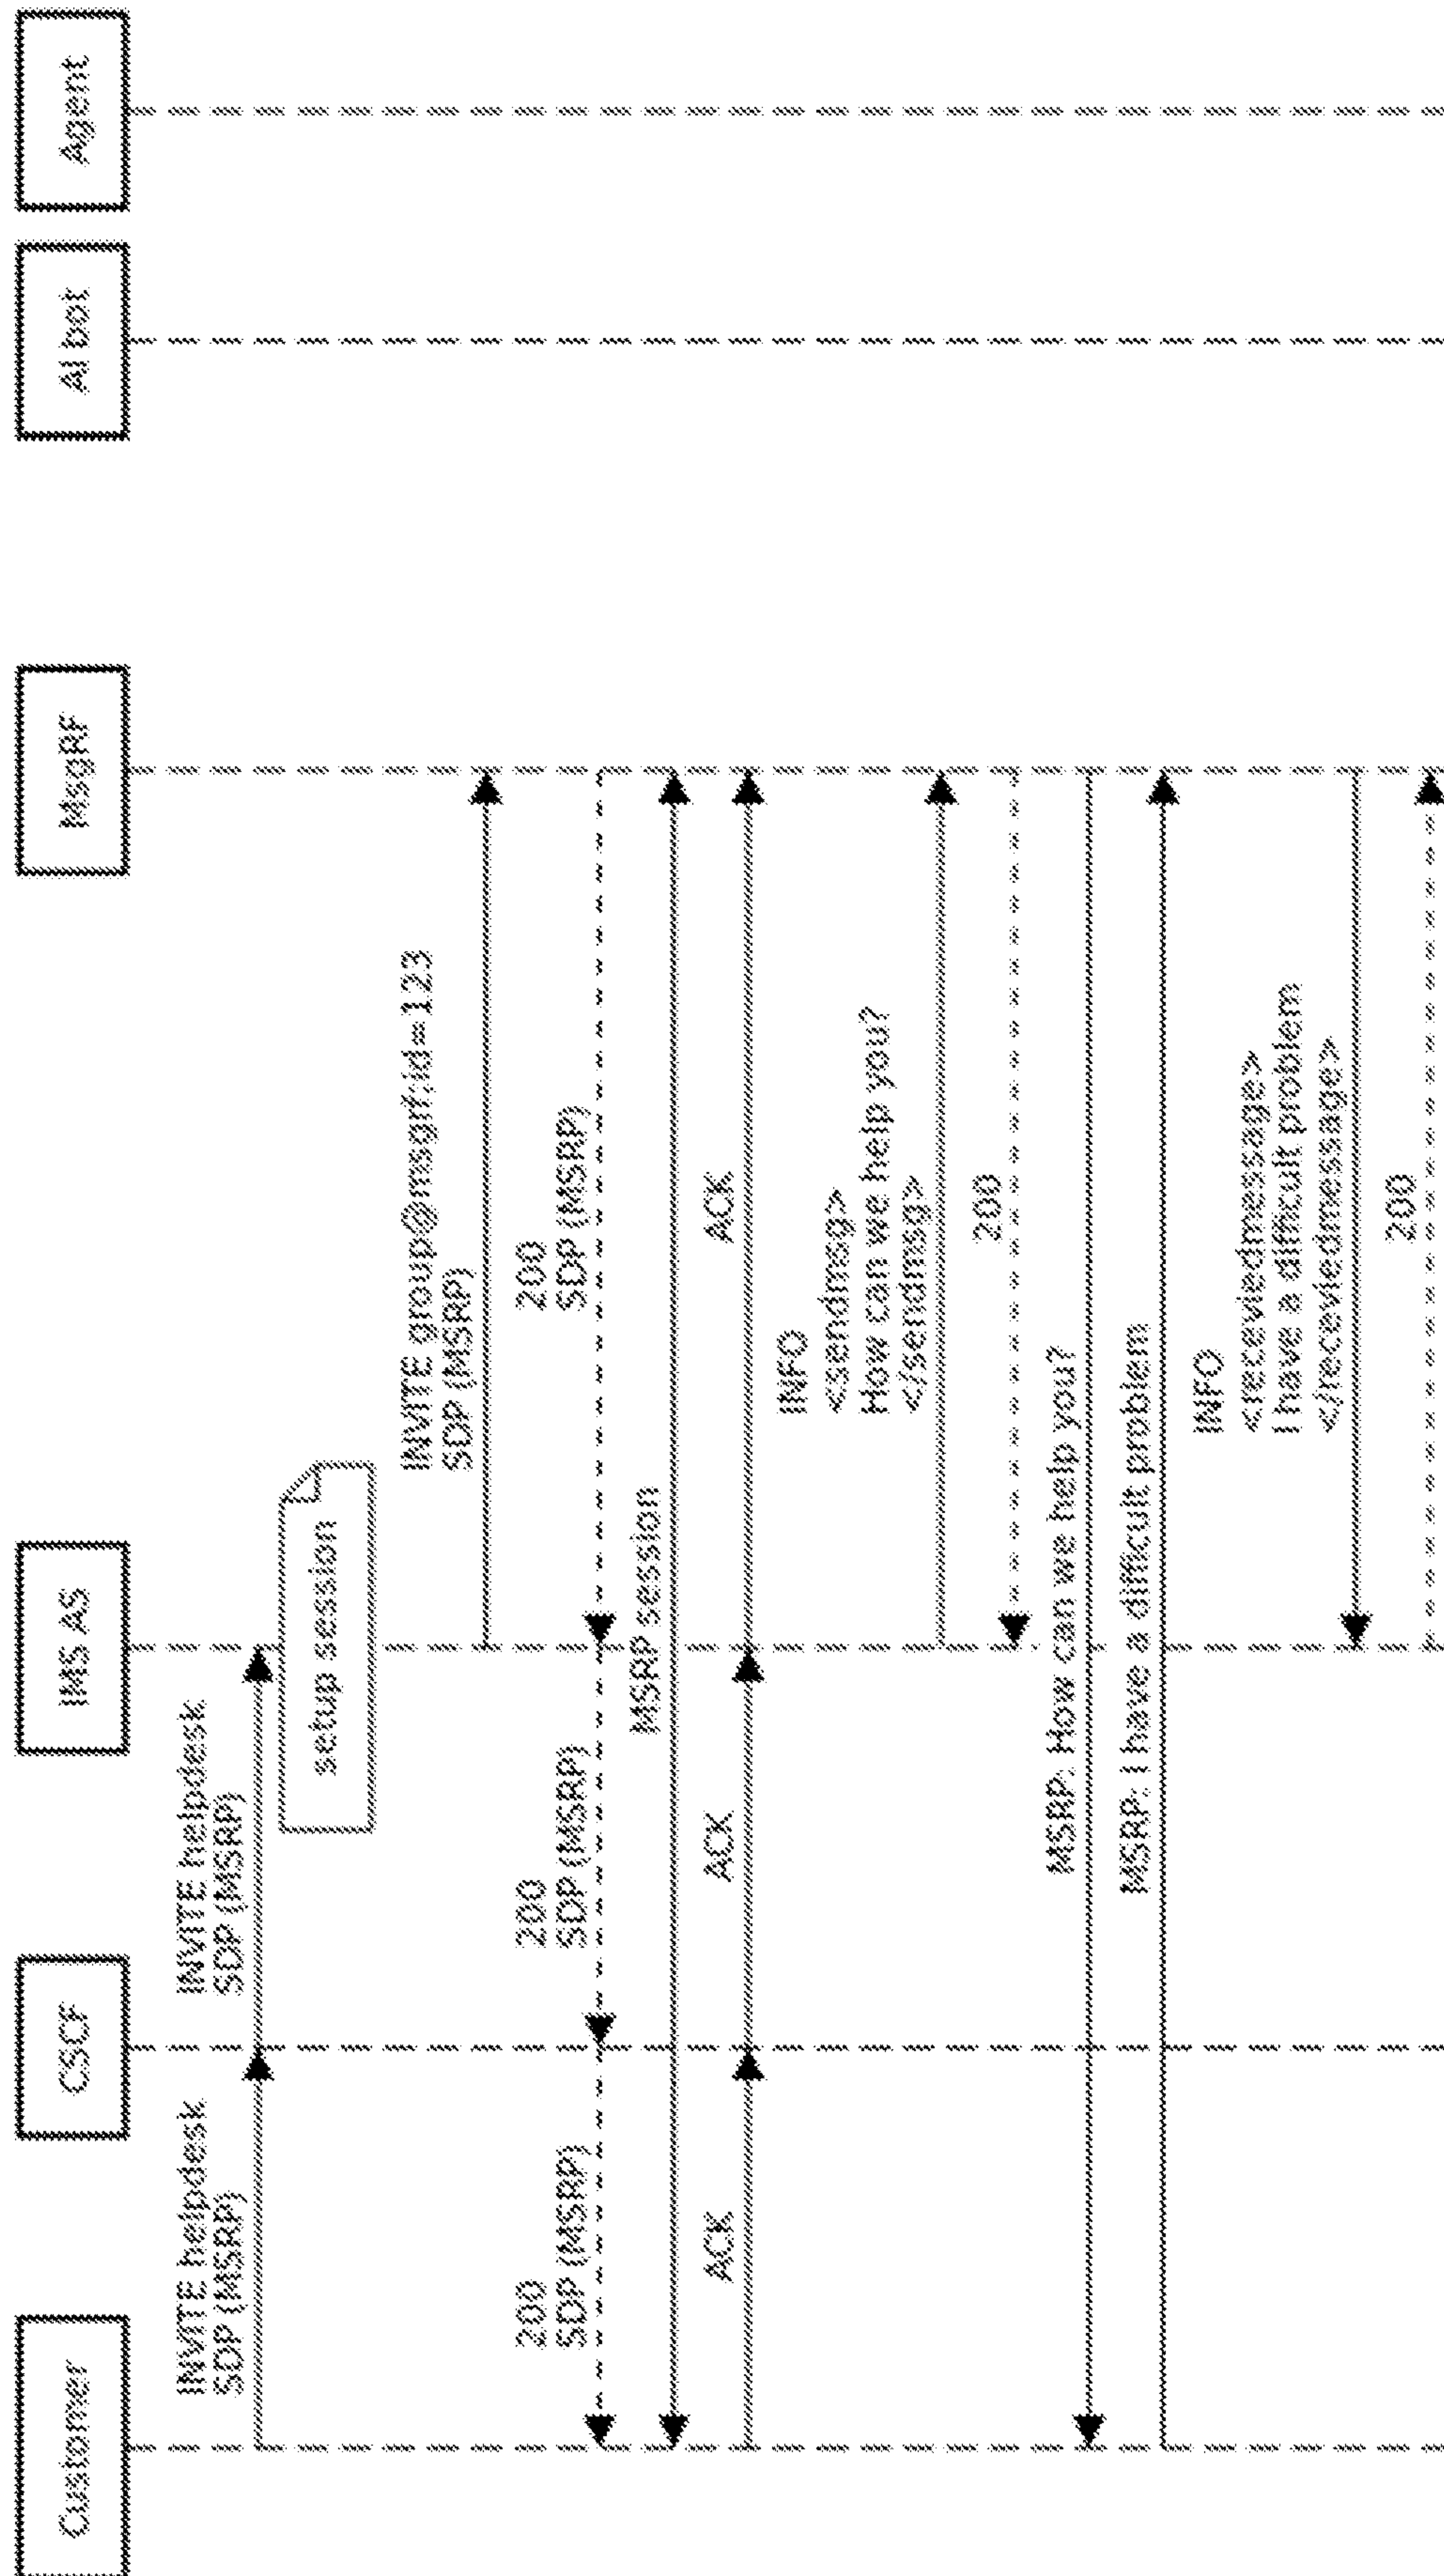 Customer
CSCF
IMS AS
MsgRF
AI bot
Agent
INVITE helpdesk
SDP (MSRP)
INVITE helpdesk
SDP (MSRP)
setup session
INVITE group@msgrf;id=123
SDP (MSRP)
200
SDP (MSRP)
200
SDP (MSRP)
200
SDP (MSRP)
MSRP session
ACK
ACK
ACK
INFO
<sendmsg>
How can we help you?
</sendmsg>
200
MSRP: How can we help you?
MSRP: I have a difficult problem
INFO
<receviedmessage>
I have a difficult problem
</receviedmessage>
200